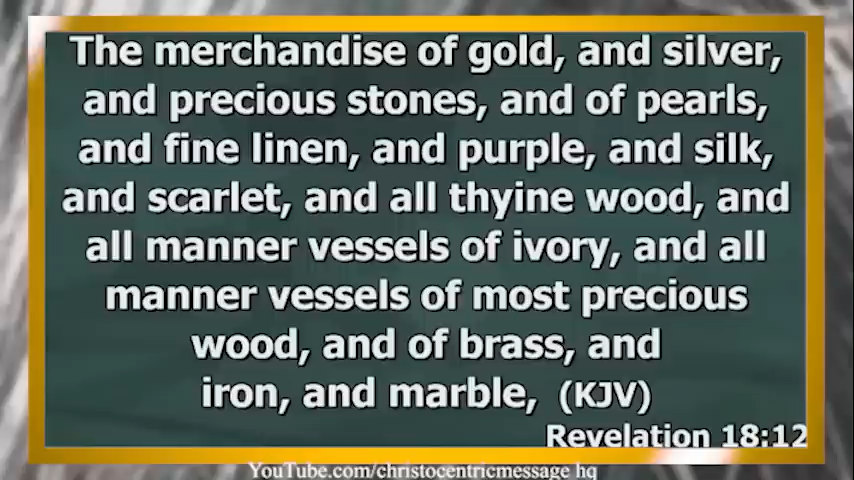 The merchandise of gold, and silver,
and precious stones, and of pearls,
and fine linen, and purple, and silk,
and scarlet, and all thyine wood, and
all manner vessels of ivory, and all
manner vessels of most precious
wood, and of brass, and
iron, and marble, (KJV)
Revelation 18:12
YouTube.com/christocentricmessage hq